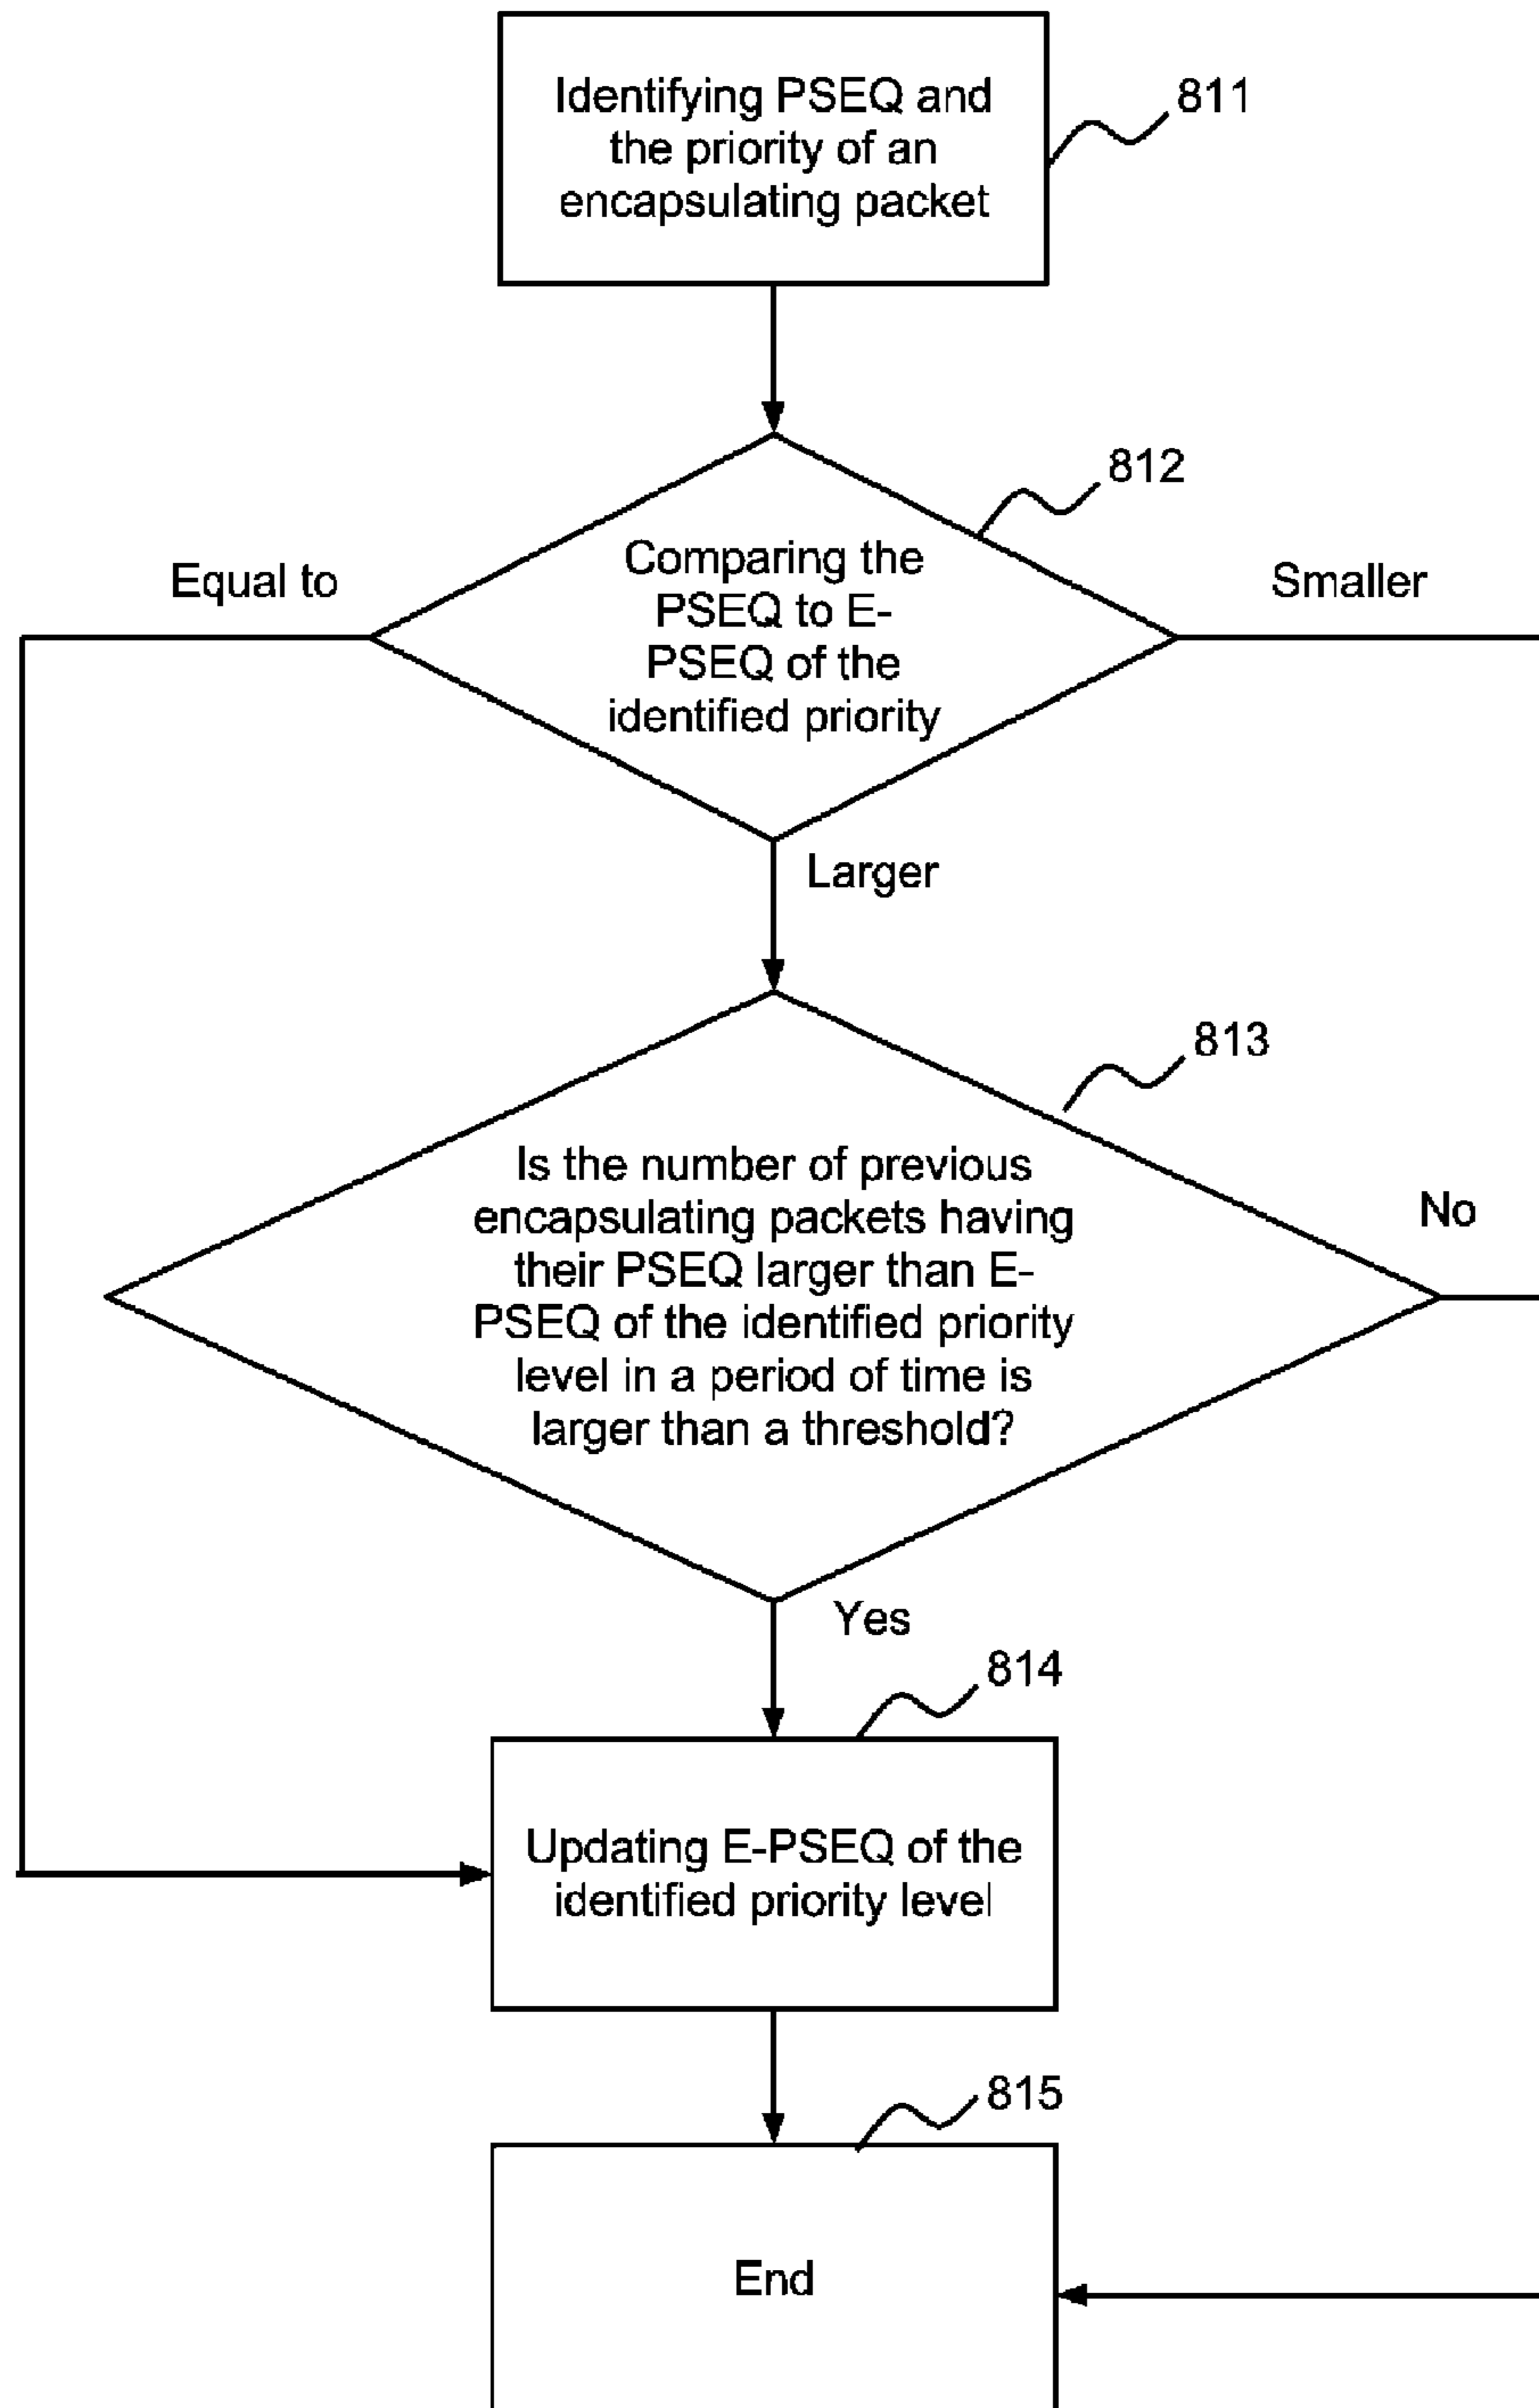 Identifying PSEQ and
the priority of an
encapsulating packet
811
812
Comparing the
PSEQ to E-
PSEQ of the
identified priority
Equal to
Smaller
Larger
813
Is the number of previous
encapsulating packets having
their PSEQ larger than E-
PSEQ of the identified priority
level in a period of time is
larger than a threshold?
No
Yes
814
Updating E-PSEQ of the
identified priority level
815
End